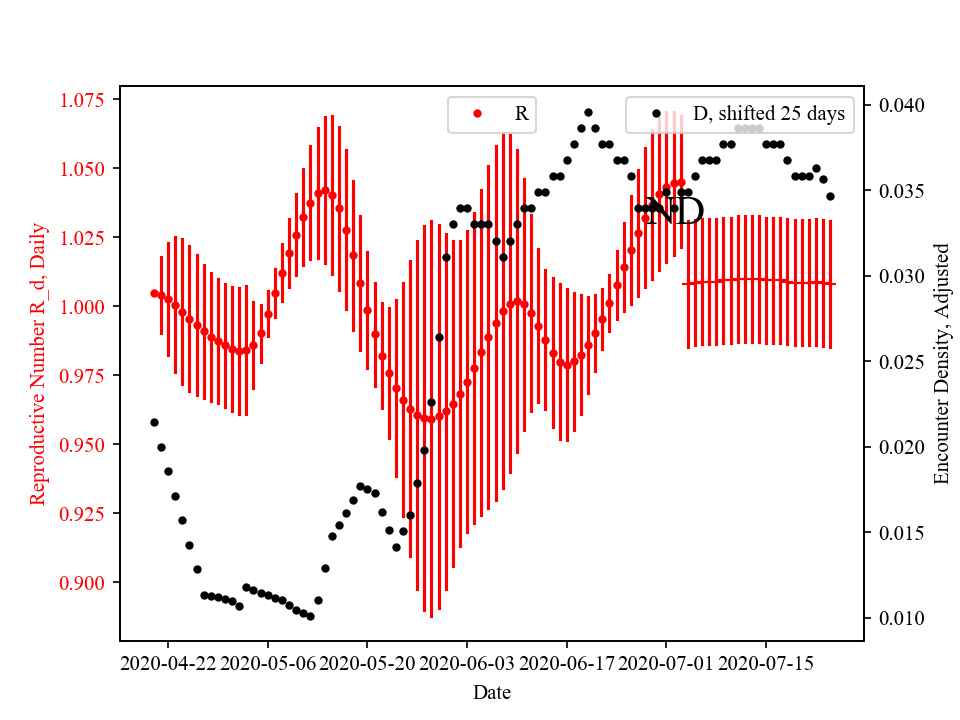 R
D, shifted 25 days
ND
Reproductive Number R_d, Daily
1.075
1.050
1.025
1.000
0.975
0.950
0.925
0.900
0.040
0.035
0.030
0.025
0.020
0.015
0.010
Encounter Density, Adjusted
2020-04-22 2020-05-06 2020-05-20 2020-06-03 2020-06-17 2020-07-01 2020-07-15
Date